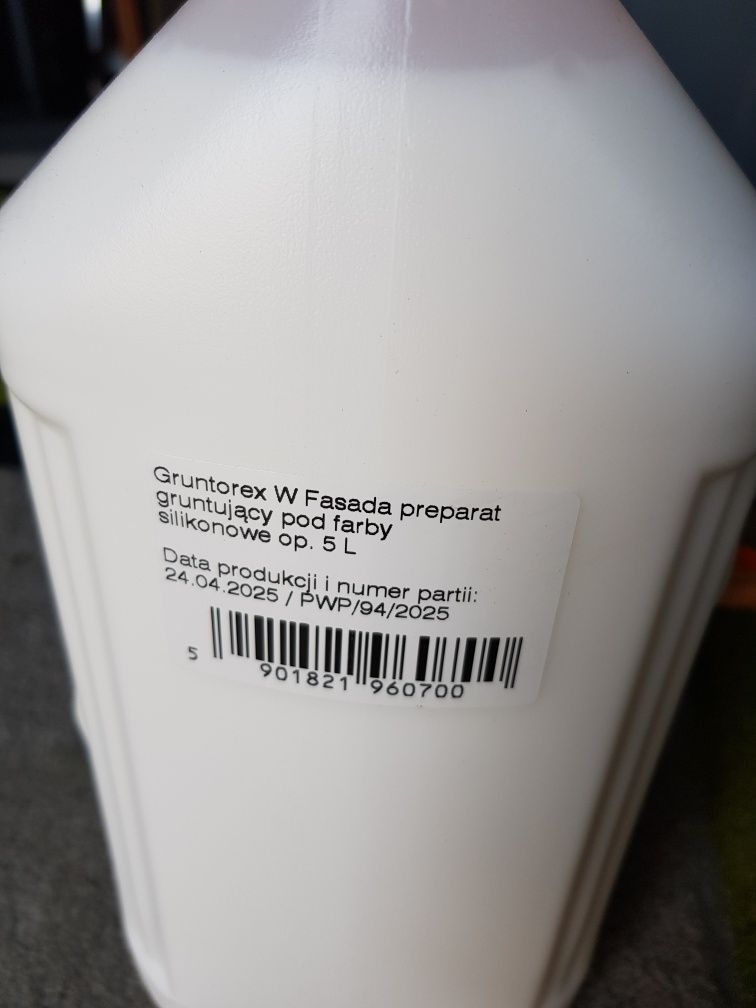 Gruntorex W Fasada preparat
gruntujący pod farby
silikonowe op. 5 L
Data produkcji i numer partii:
24.04.2025 / PWP/94/2025
5 901821 960700